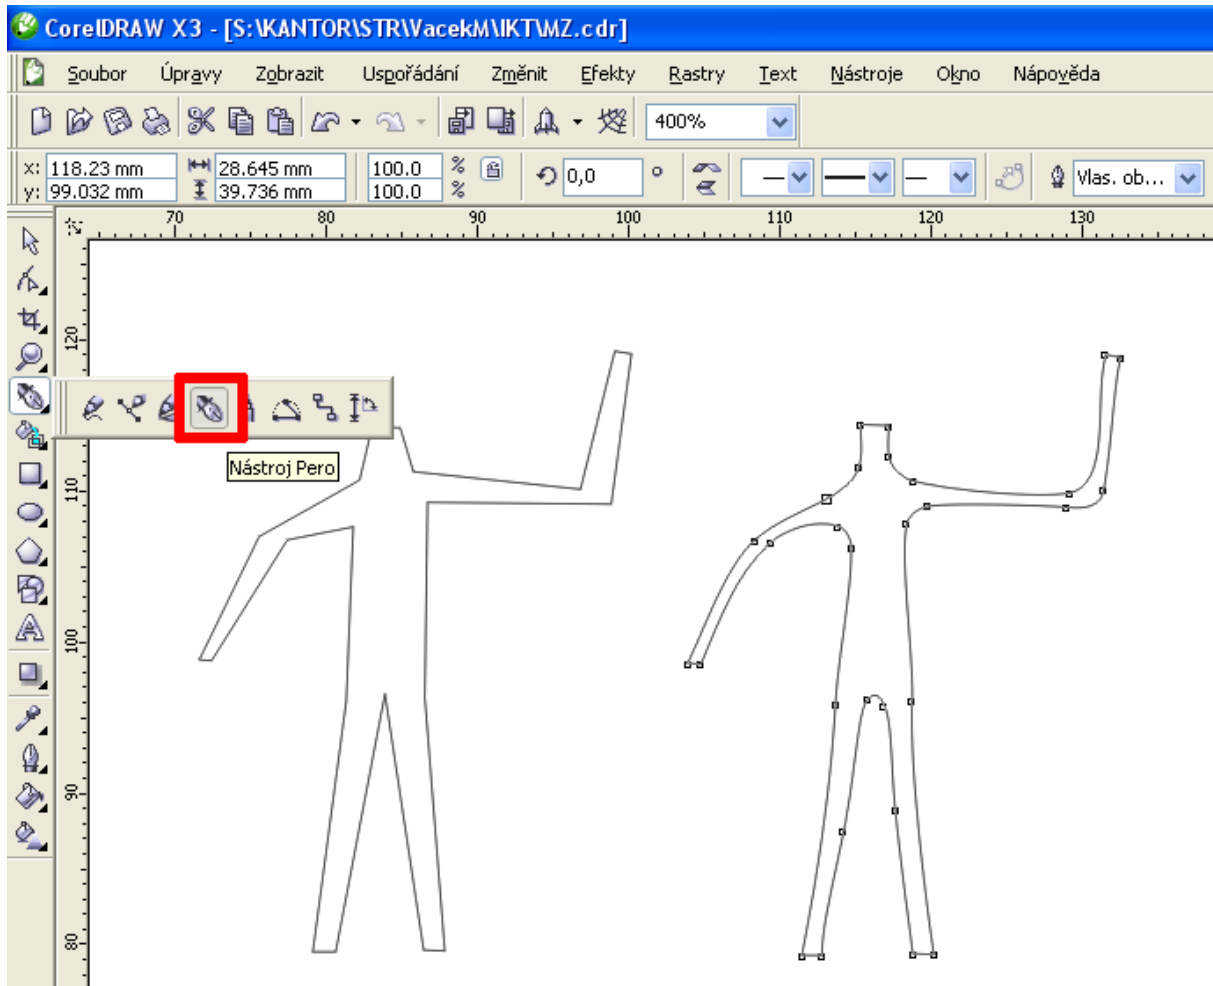 CorelDRAW X3 - [S:\KANTOR\STR\VacekM\IKT\MZ.cdr]
Soubor Úpravy Zobrazit Uspořádání Změnit Efekty Rastry Text Nástroje Okno Nápověda
400%
x: 118.23 mm 28.645 mm 100.0 % 0,0 ° Vlas. ob...
y: 99.032 mm 39.736 mm 100.0 %
70 80 90 100 110 120 130
120
Nástroj Pero
110
100
90
80